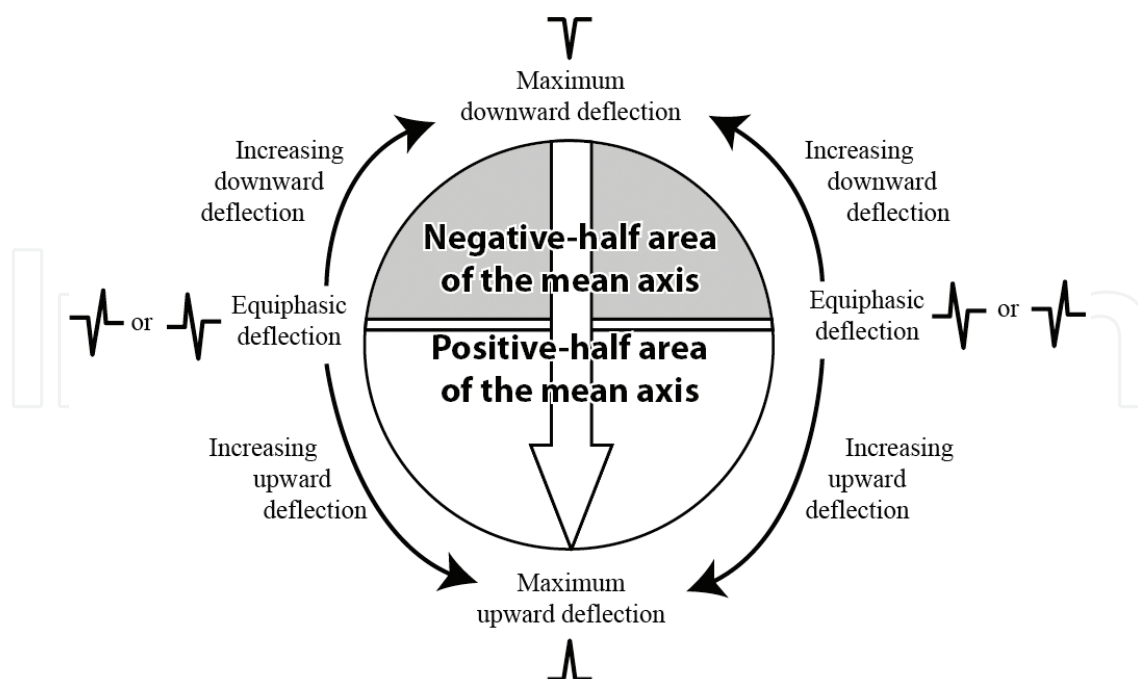 Maximum
downward deflection
Increasing
downward
deflection
Increasing
downward
deflection
Negative-half area
of the mean axis
or
Equiphasic
deflection
Equiphasic
deflection
or
Positive-half area
of the mean axis
Increasing
upward
deflection
Increasing
upward
deflection
Maximum
upward deflection